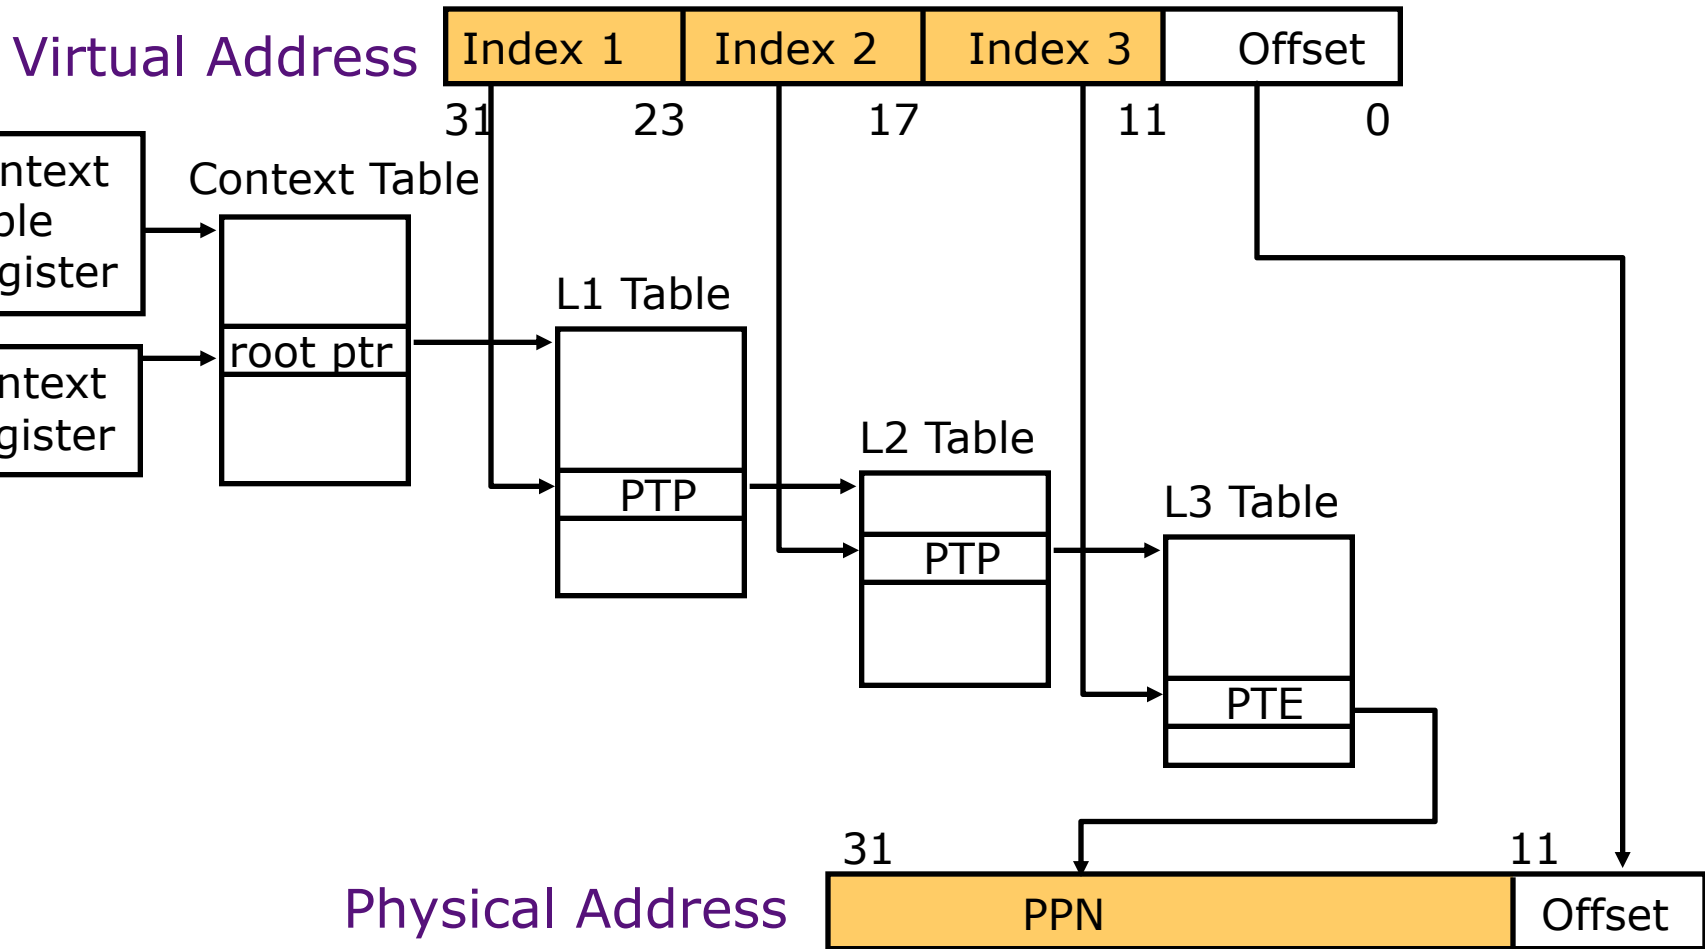 Virtual Address
Index 1 Index 2 Index 3 Offset
31 23 17 11 0
ntext
ble
gister
Context Table
root ptr
ntext
gister
L1 Table
PTP
L2 Table
PTP
L3 Table
PTE
31 11
Physical Address
PPN Offset